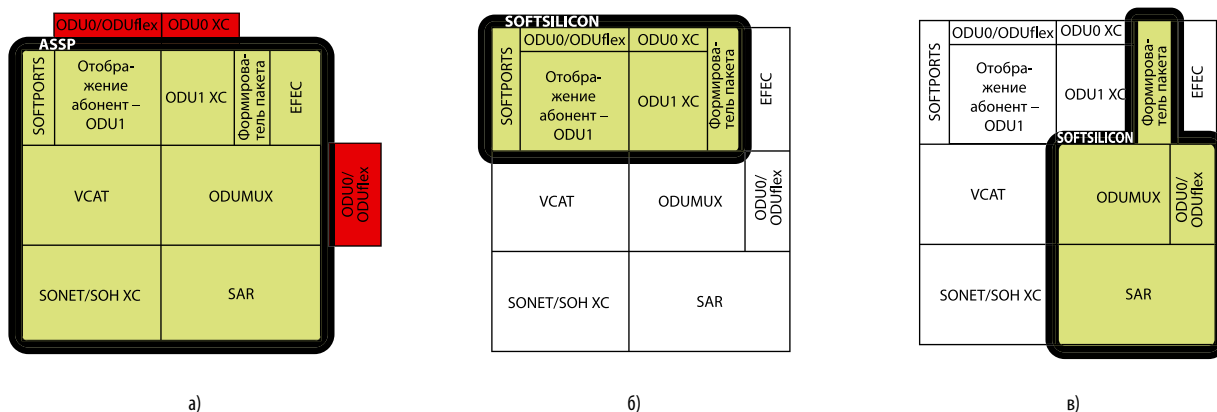 ODU0/ODUflex
ODU0 XC
ASSP
SOFTPORTS
Отобра-
жение
абонент –
ODU1
ODU1 XC
Формирова-
тель пакета
EFEC
VCAT
ODUMUX
ODU0/
ODUflex
SONET/SOH XC
SAR
а)
SOFTSILICON
SOFTPORTS
ODU0/ODUflex
ODU0 XC
Отобра-
жение
абонент –
ODU1
ODU1 XC
Формирова-
тель пакета
EFEC
VCAT
ODUMUX
ODU0/
ODUflex
SONET/SOH XC
SAR
б)
SOFTPORTS
ODU0/ODUflex
ODU0 XC
Отобра-
жение
абонент –
ODU1
ODU1 XC
Формирова-
тель пакета
EFEC
SOFTSILICON
VCAT
ODUMUX
ODU0/
ODUflex
SONET/SOH XC
SAR
в)